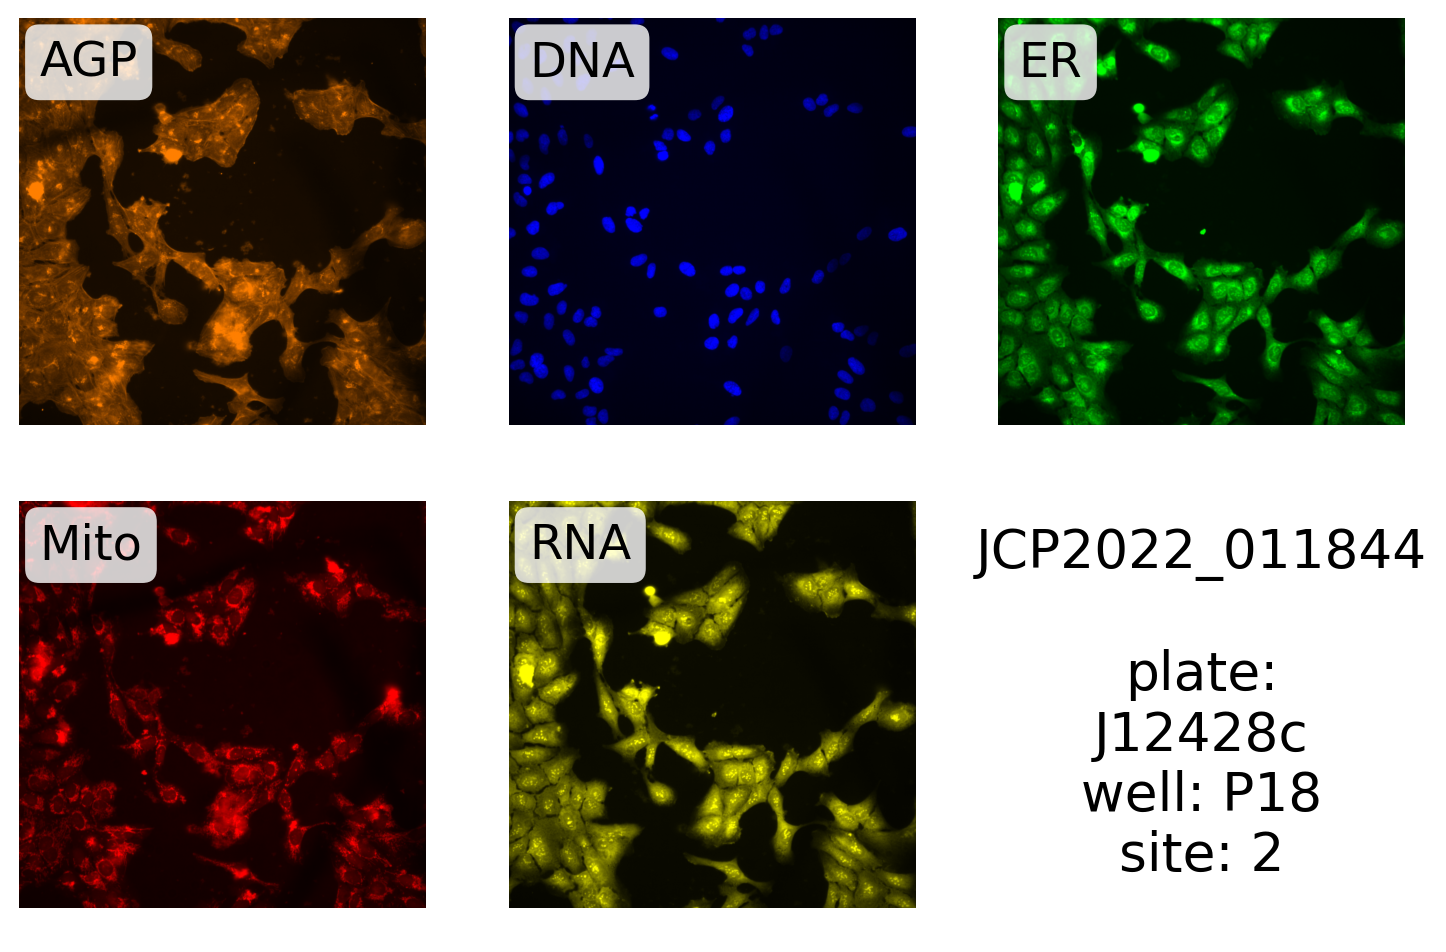 AGP
DNA
ER
Mito
RNA
JCP2022_011844
plate:
J12428c
well: P18
site: 2